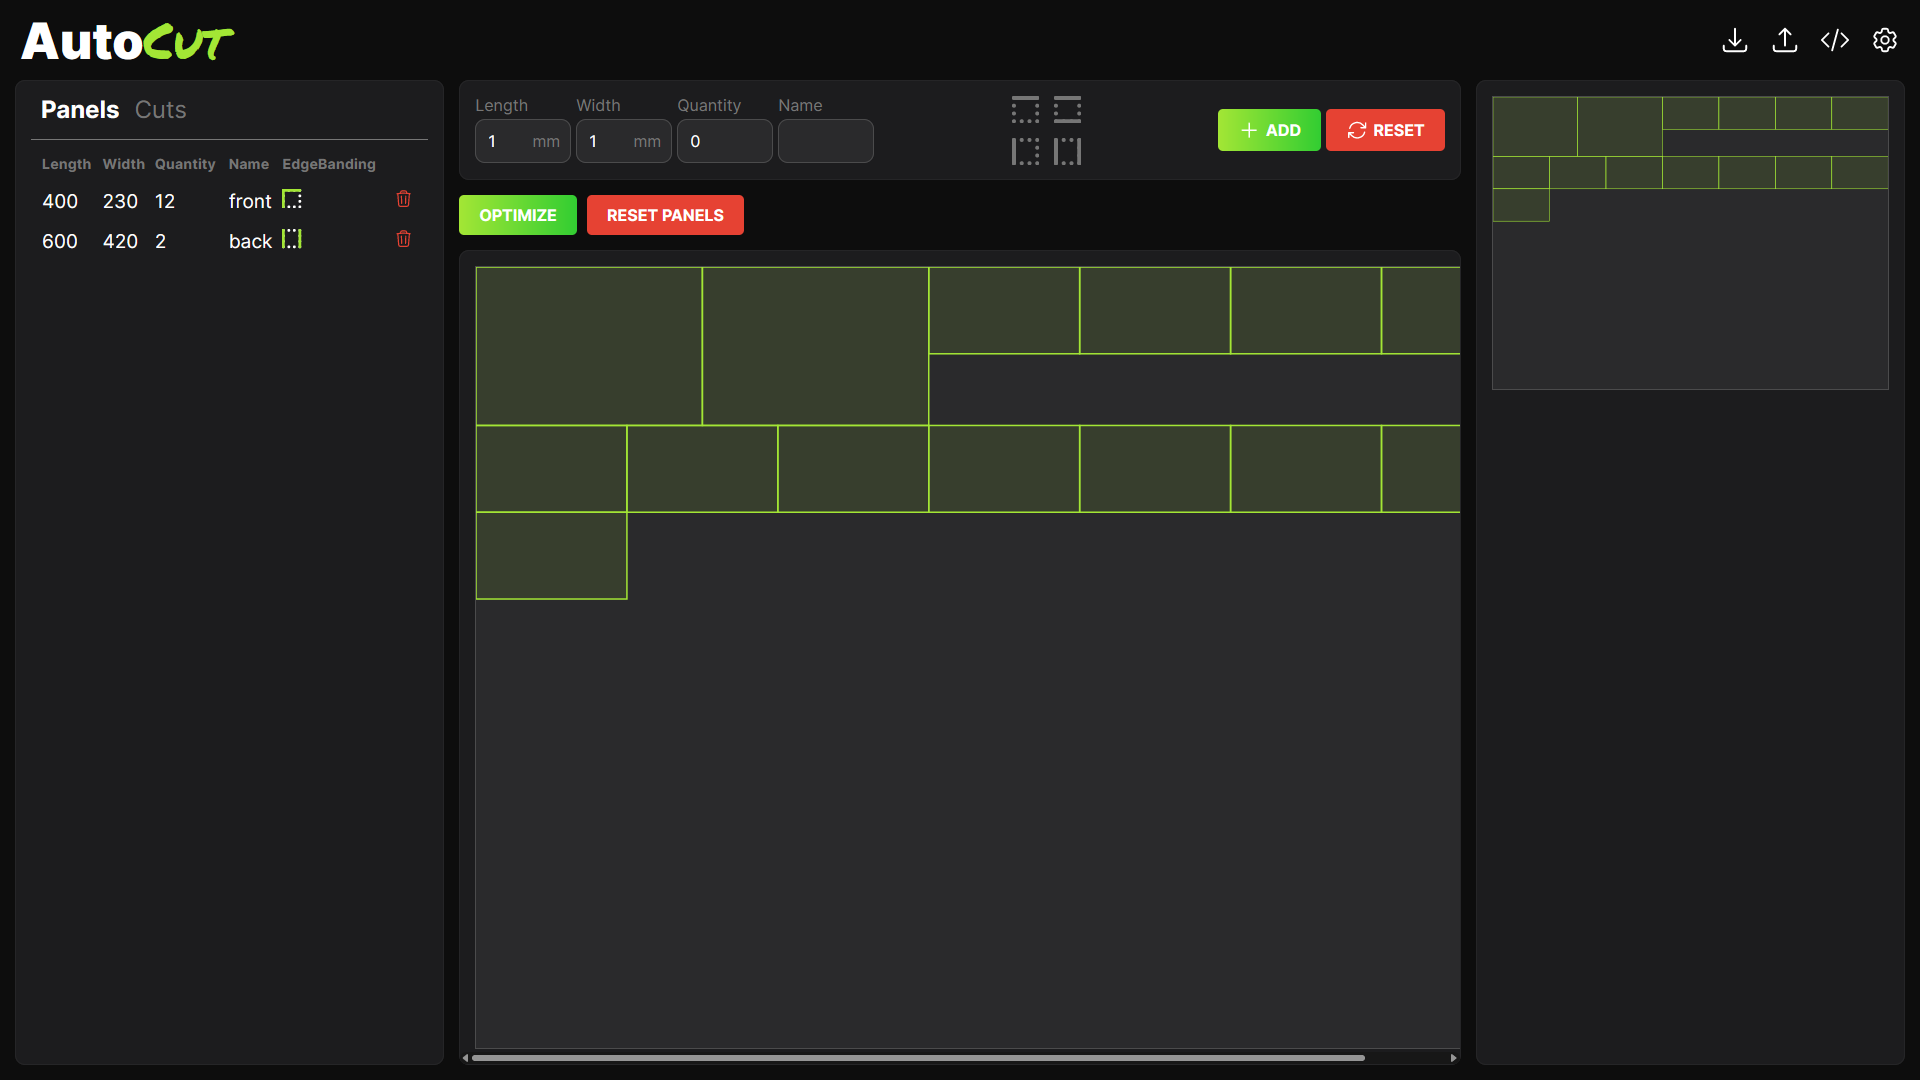 AutoCut
Panels Cuts
Length Width Quantity Name EdgeBanding
400 230 12 front
600 420 2 back
Length Width Quantity Name
1 mm 1 mm 0
ADD RESET
OPTIMIZE RESET PANELS